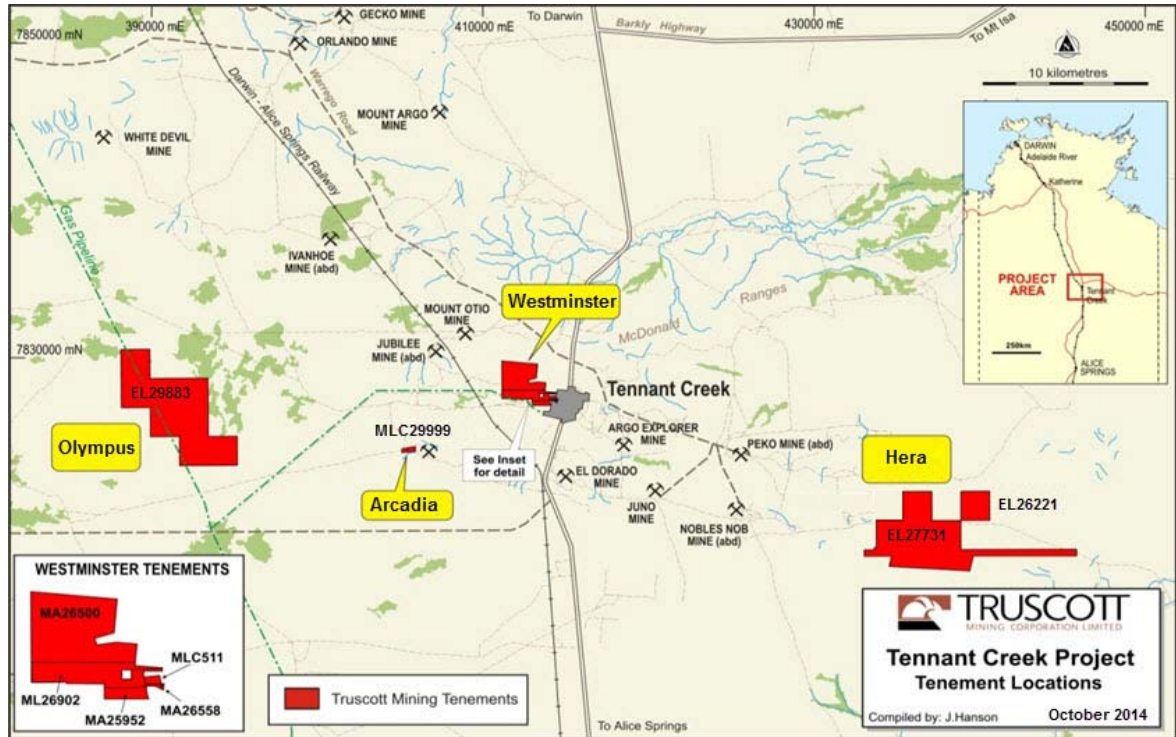 390000 mE
410000 mE
430000 mE
450000 mE
7850000 mN
7830000 mN
GECKO MINE
ORLANDO MINE
To Darwin
Barkly Highway
To Mt Isa
10 kilometres
Warrego Road
Darwin - Alice Springs Railway
MOUNT ARGO
MINE
WHITE DEVIL
MINE
Gas Pipeline
IVANHOE
MINE (abd)
MOUNT OTIO
MINE
JUBILEE
MINE (abd)
Westminster
McDonald
Ranges
DARWIN
Adelaide River
Katherine
PROJECT
AREA
Tennant
Creek
250km
ALICE
SPRINGS
EL29883
Olympus
MLC29999
Arcadia
See Inset
for detail
Tennant Creek
ARGO EXPLORER
MINE
PEKO MINE (abd)
EL DORADO
MINE
JUNO
MINE
NOBLES NOB
MINE (abd)
Hera
EL26221
EL27731
WESTMINSTER TENEMENTS
MA26500
MLC511
ML26902
MA25952
MA26558
Truscott Mining Tenements
To Alice Springs
TRUSCOTT
MINING CORPORATION LIMITED
Tennant Creek Project
Tenement Locations
Compiled by: J.Hanson
October 2014